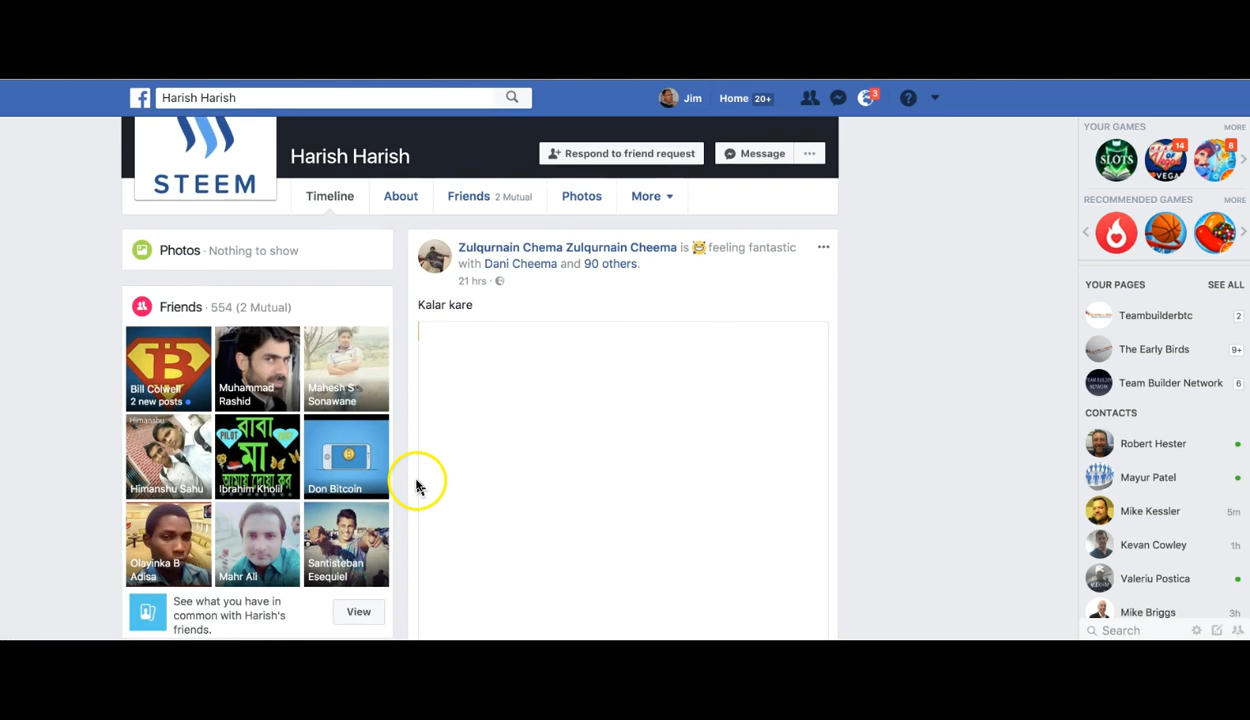 Harish Harish
Jim
Home 20+
3
STEEM
Harish Harish
Respond to friend request
Message
Timeline
About
Friends 2 Mutual
Photos
More
Photos · Nothing to show
Friends · 554 (2 Mutual)
Bill Colwell
2 new posts
Muhammad
Rashid
Mahesh S
Sonawane
Himanshu
Himanshu Sahu
PILOT
বাবা
মা
Ibrahim Kholil
Don Bitcoin
Olayinka B
Adisa
Mahr Ali
Santisteban
Esequiel
See what you have in
common with Harish's
friends.
View
Zulqurnain Chema Zulqurnain Cheema is feeling fantastic
with Dani Cheema and 90 others.
21 hrs ·
Kalar kare
YOUR GAMES
MORE
SLOTS
14
VEGA
8
RECOMMENDED GAMES
MORE
YOUR PAGES
SEE ALL
Teambuilderbtc 2
The Early Birds 9+
Team Builder Network 6
CONTACTS
Robert Hester
Mayur Patel
Mike Kessler 5m
Kevan Cowley 1h
Valeriu Postica
Mike Briggs 3h
Search